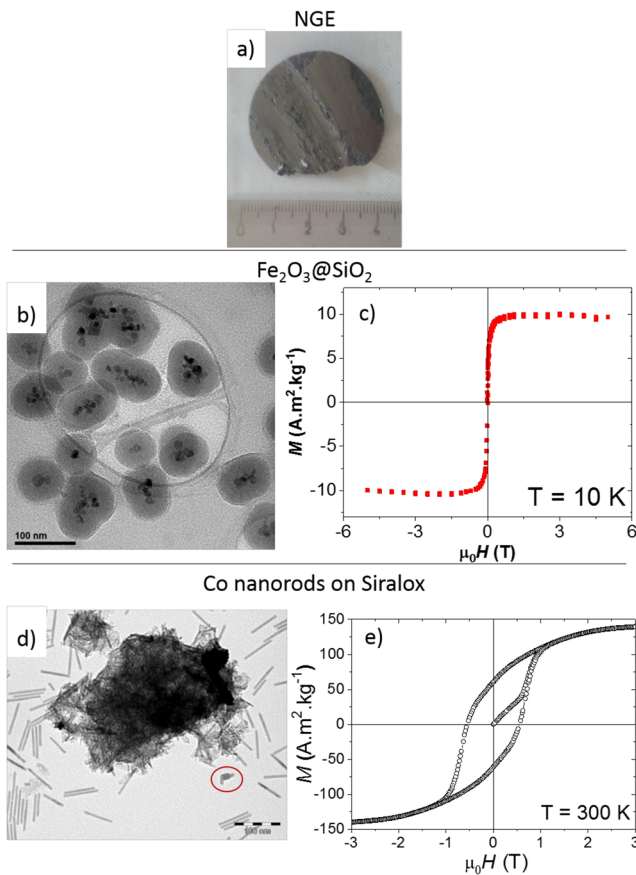 NGE
a)
0 1 2 3 4
Fe₂O₃@SiO₂
b)
100 nm
c)
M (A.m².kg⁻¹)
10
5
0
-5
-10
-6 -3 0 3 6
μ₀H (T)
T = 10 K
Co nanorods on Siralox
d)
100 nm
e)
M (A.m².kg⁻¹)
150
100
50
0
-50
-100
-150
-3 -2 -1 0 1 2 3
μ₀H (T)
T = 300 K